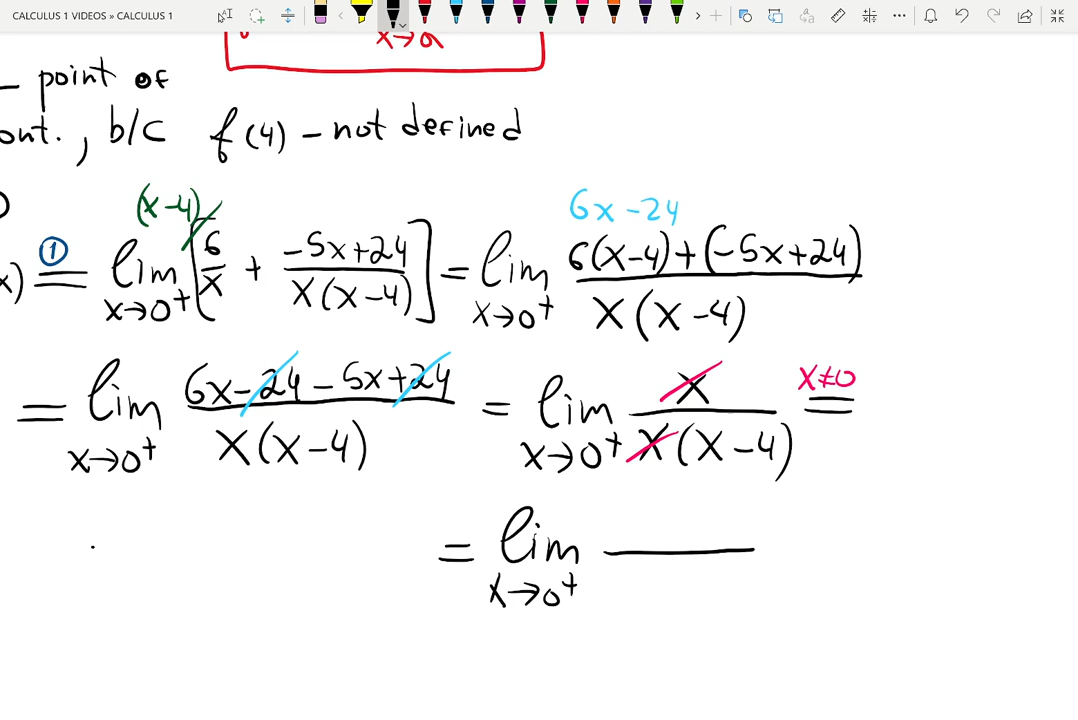 CALCULUS 1 VIDEOS » CALCULUS 1
x→a
– point of
ont. , b/c f(4) – not defined
(x-4) 6x -24
x) ① = lim x→0⁺ [6/x + (-5x+24)/(x(x-4))] = lim x→0⁺ (6(x-4)+(-5x+24))/(x(x-4))
= lim x→0⁺ (6x-24-5x+24)/(x(x-4)) = lim x→0⁺ x/(x(x-4)) x≠0 =
= lim x→0⁺